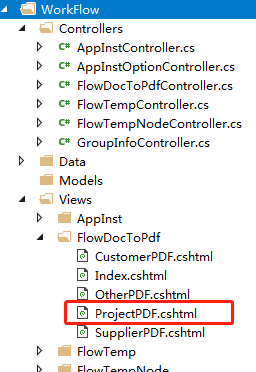 WorkFlow
Controllers
C# AppInstController.cs
C# AppInstOptionController.cs
C# FlowDocToPdfController.cs
C# FlowTempController.cs
C# FlowTempNodeController.cs
C# GroupInfoController.cs
Data
Models
Views
AppInst
FlowDocToPdf
CustomerPDF.cshtml
Index.cshtml
OtherPDF.cshtml
ProjectPDF.cshtml
SupplierPDF.cshtml
FlowTemp
FlowTempNode